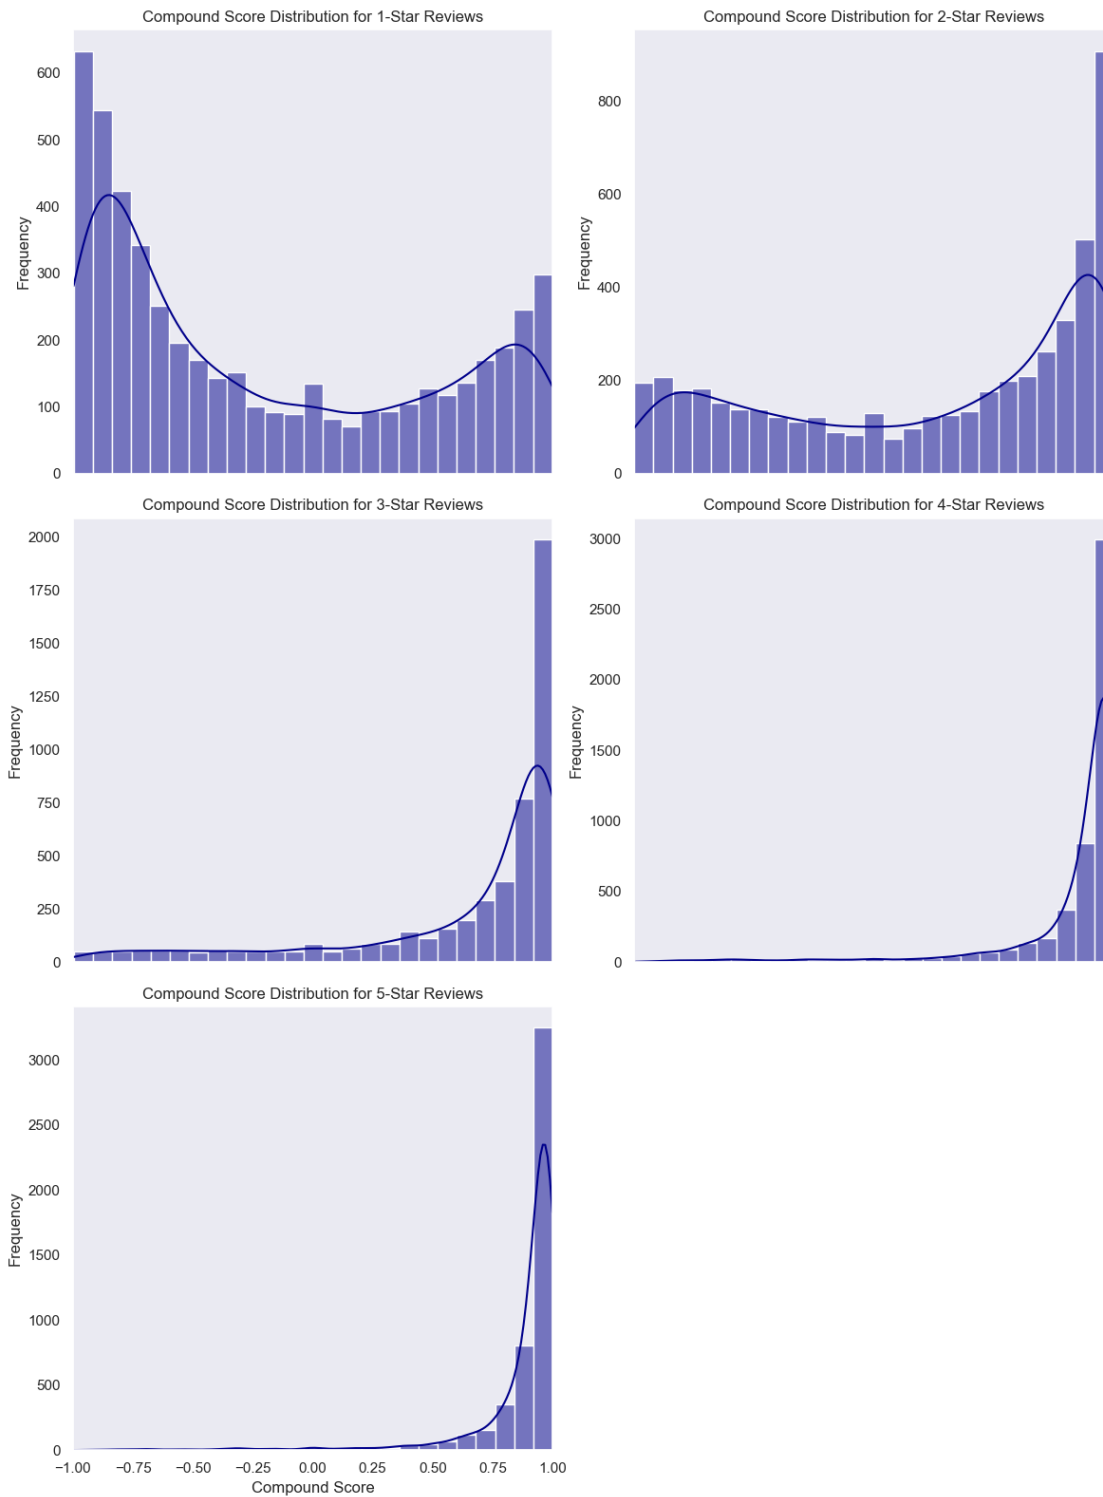 Compound Score Distribution for 1-Star Reviews
600
500
400
300
200
100
0
Frequency
Compound Score Distribution for 2-Star Reviews
800
600
400
200
0
Frequency
Compound Score Distribution for 3-Star Reviews
2000
1750
1500
1250
1000
750
500
250
0
Frequency
Compound Score Distribution for 4-Star Reviews
3000
2500
2000
1500
1000
500
0
Frequency
Compound Score Distribution for 5-Star Reviews
3000
2500
2000
1500
1000
500
0
Frequency
−1.00 −0.75 −0.50 −0.25 0.00 0.25 0.50 0.75 1.00
Compound Score